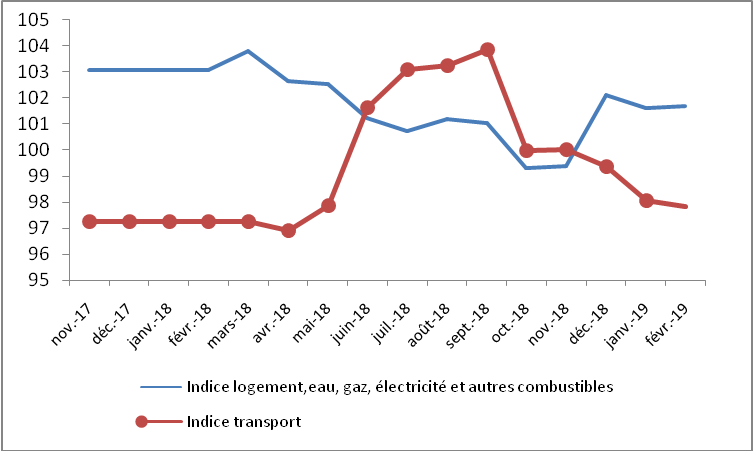 105
104
103
102
101
100
99
98
97
96
95
nov.-17
déc.-17
janv.-18
févr.-18
mars-18
avr.-18
mai-18
juin-18
juil.-18
août-18
sept.-18
oct.-18
nov.-18
déc.-18
janv.-19
févr.-19
Indice logement,eau, gaz, électricité et autres combustibles
Indice transport